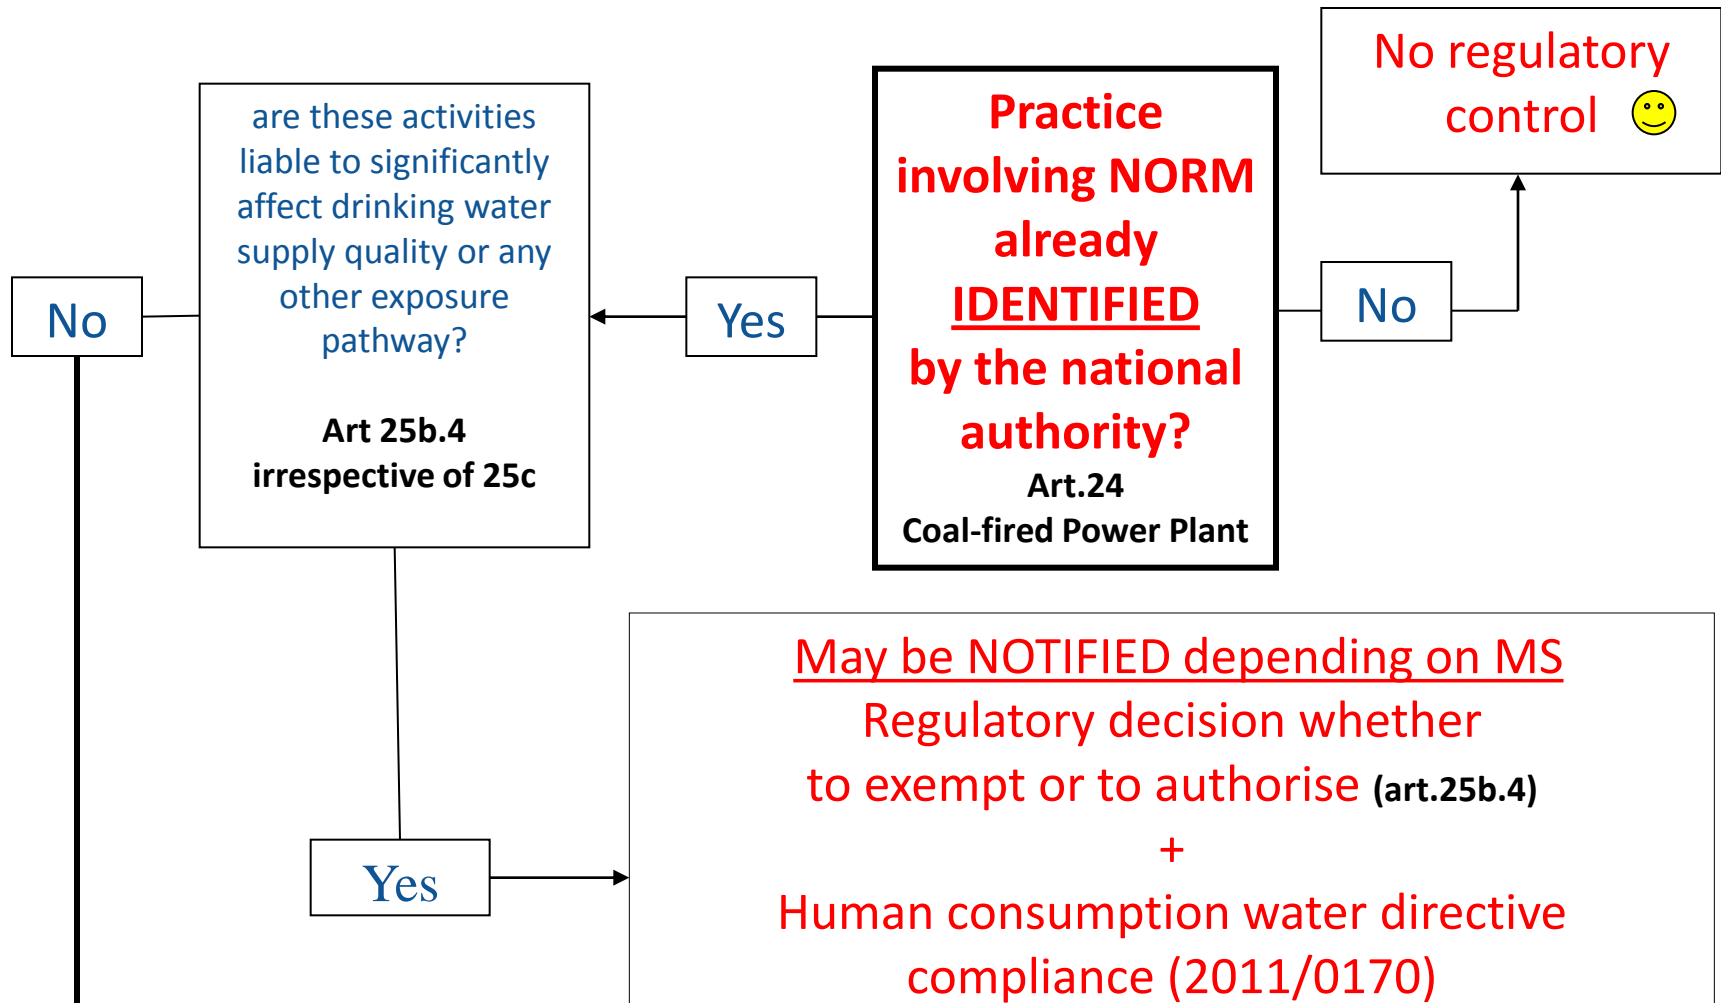 No regulatory
control
Practice
involving NORM
already
IDENTIFIED
by the national
authority?
Art.24
Coal-fired Power Plant
No
Yes
are these activities
liable to significantly
affect drinking water
supply quality or any
other exposure
pathway?
Art 25b.4
irrespective of 25c
No
Yes
May be NOTIFIED depending on MS
Regulatory decision whether
to exempt or to authorise (art.25b.4)
+
Human consumption water directive
compliance (2011/0170)